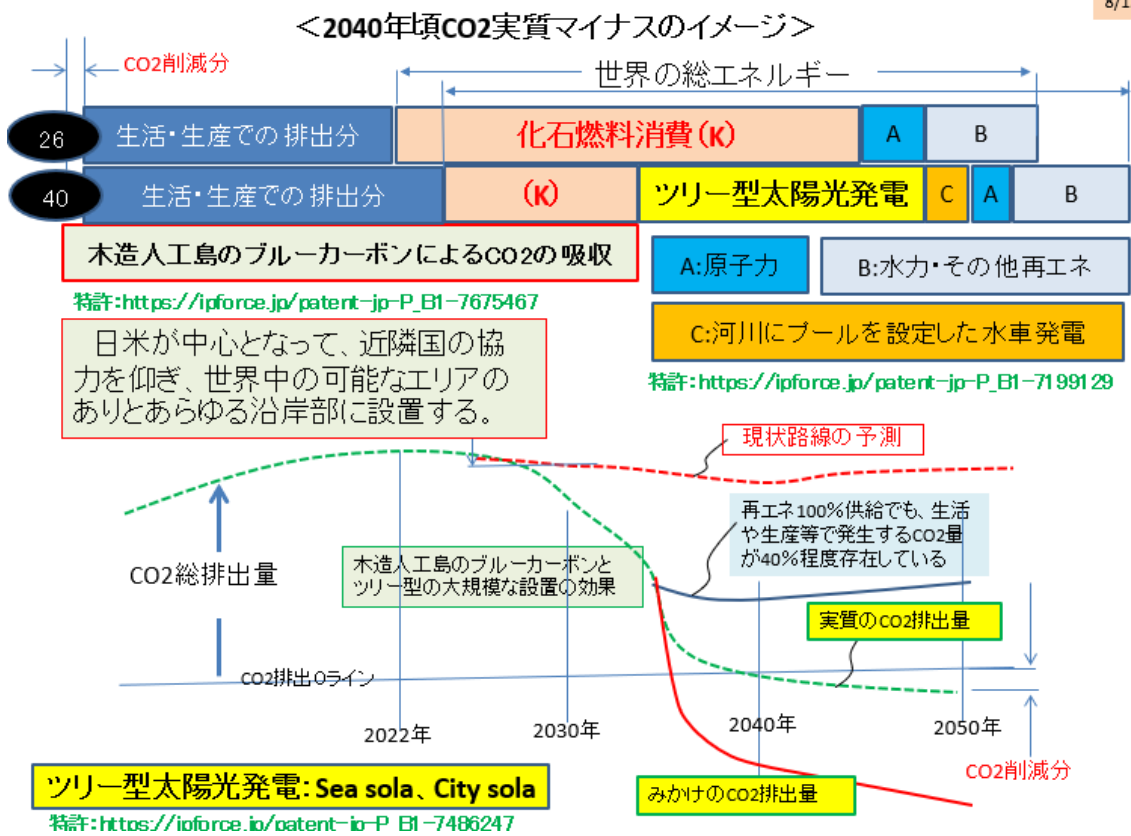 8/1
<2040年頃CO2実質マイナスのイメージ>
CO2削減分
世界の総エネルギー
26
生活・生産での排出分
化石燃料消費(K)
A
B
40
生活・生産での排出分
(K)
ツリー型太陽光発電
C
A
B
木造人工島のブルーカーボンによるCO2の吸収
A:原子力
B:水力・その他再エネ
特許:https://ipforce.jp/patent-jp-P_B1-7675467
C:河川にプールを設定した水車発電
特許:https://ipforce.jp/patent-jp-P_B1-7199129
日米が中心となって、近隣国の協
力を仰ぎ、世界中の可能なエリアの
ありとあらゆる沿岸部に設置する。
現状路線の予測
再エネ100%供給でも、生活
や生産等で発生するCO2量
が40%程度存在している
CO2総排出量
木造人工島のブルーカーボンと
ツリー型の大規模な設置の効果
実質のCO2排出量
CO2排出0ライン
2022年
2030年
2040年
2050年
CO2削減分
ツリー型太陽光発電:Sea sola、City sola
みかけのCO2排出量
特許:https://ipforce.jp/patent-jp-P_B1-7486247